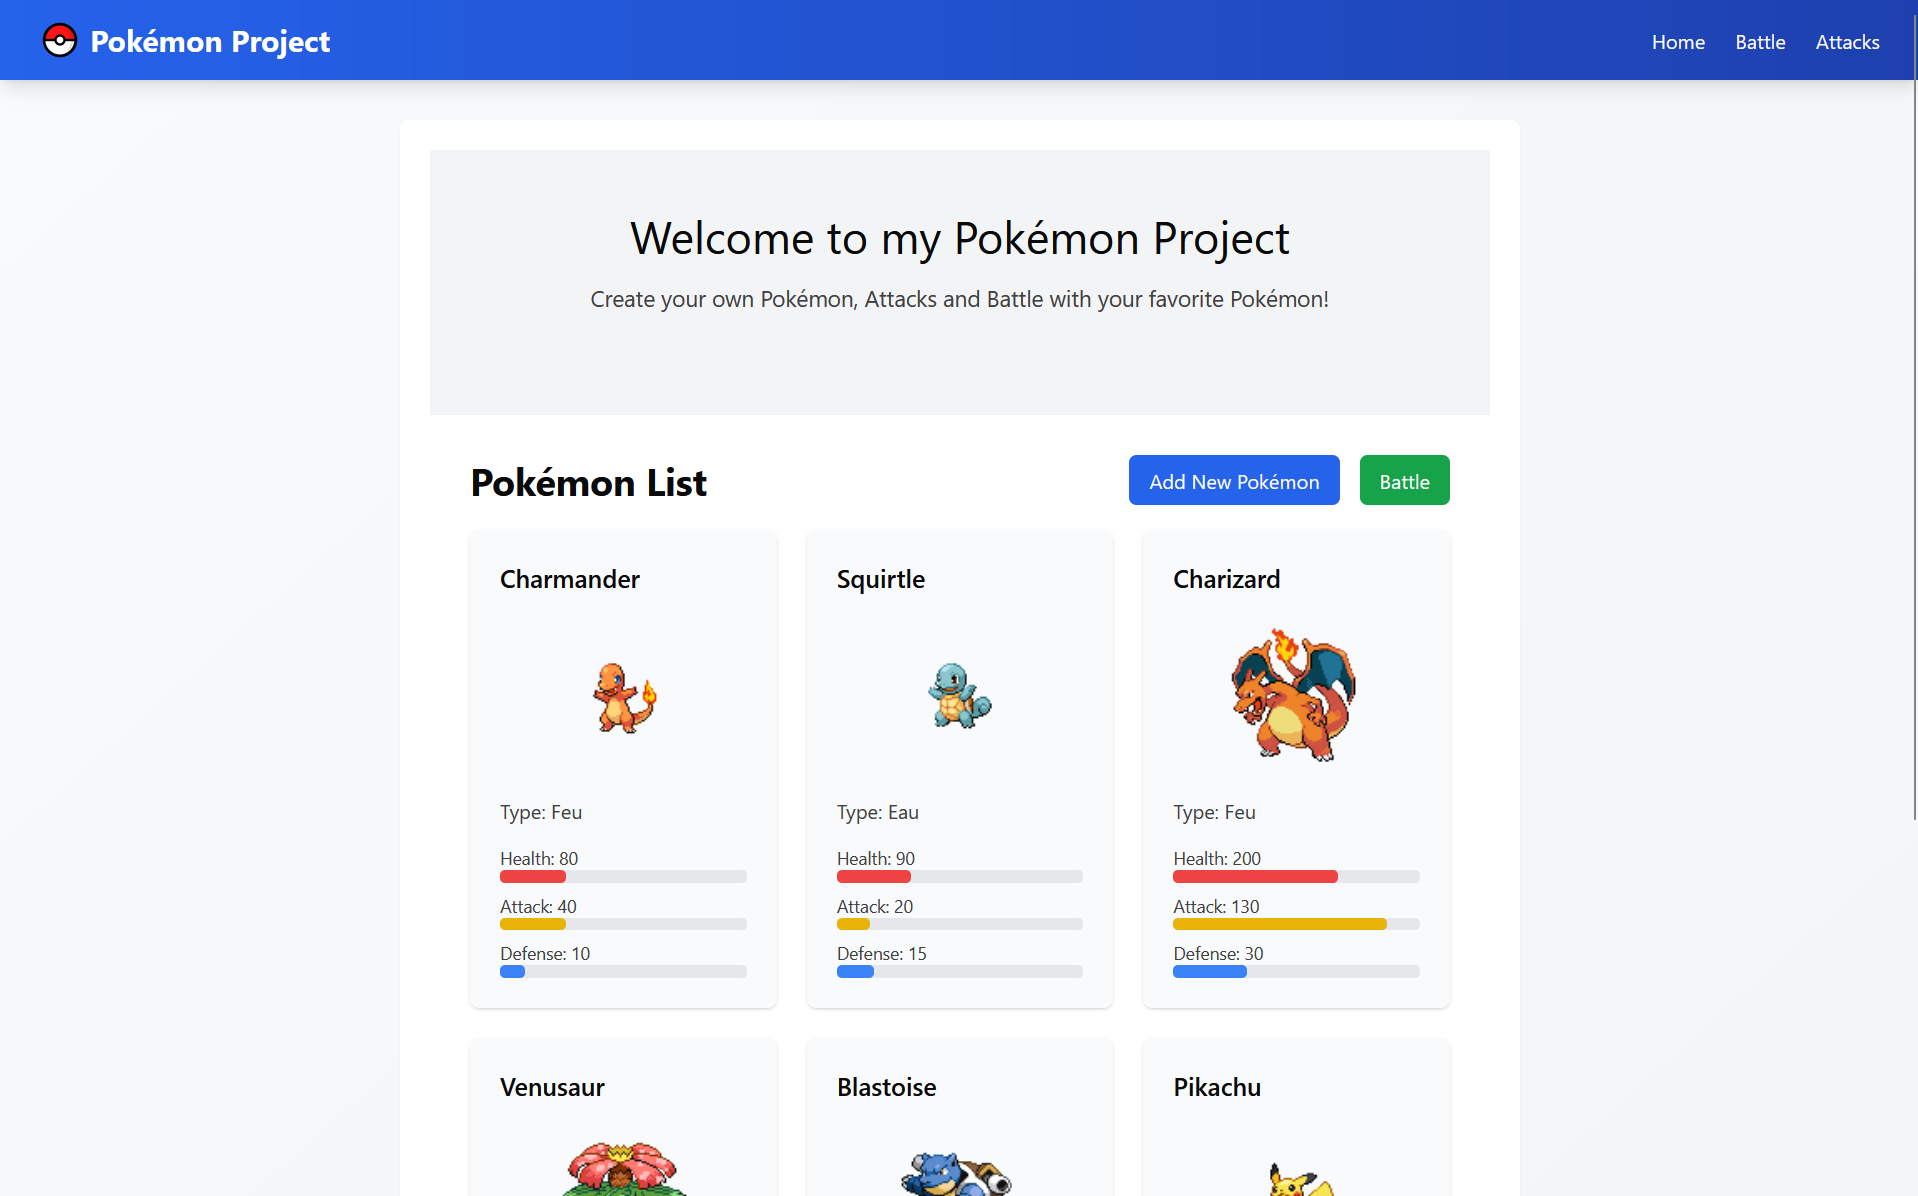 Pokémon Project
Home Battle Attacks
Welcome to my Pokémon Project
Create your own Pokémon, Attacks and Battle with your favorite Pokémon!
Pokémon List
Add New Pokémon
Battle
Charmander
Type: Feu
Health: 80
Attack: 40
Defense: 10
Squirtle
Type: Eau
Health: 90
Attack: 20
Defense: 15
Charizard
Type: Feu
Health: 200
Attack: 130
Defense: 30
Venusaur
Blastoise
Pikachu